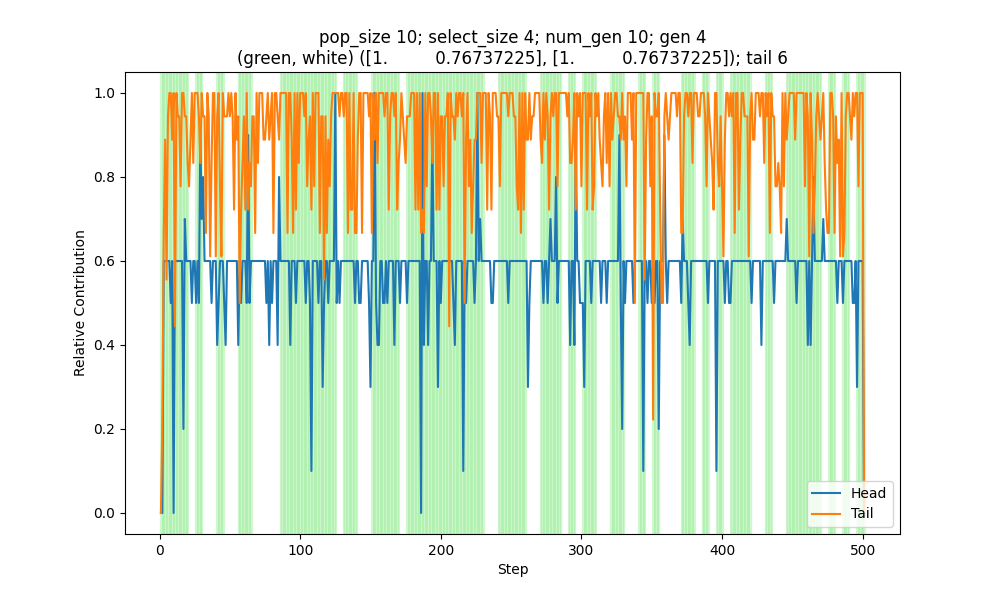 pop_size 10; select_size 4; num_gen 10; gen 4
(green, white) ([1. 0.76737225], [1. 0.76737225]); tail 6
1.0
0.8
0.6
0.4
0.2
0.0
Relative Contribution
Head
Tail
0 100 200 300 400 500
Step